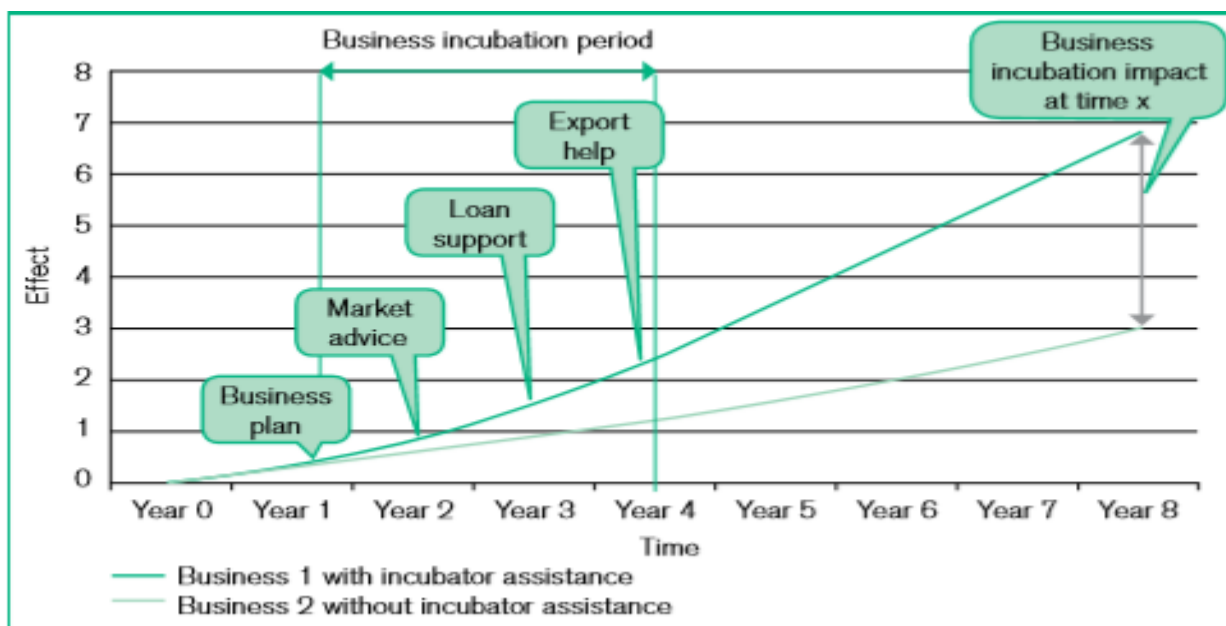 Business incubation period
Business
incubation impact
at time x
8
7
6
5
4
3
2
1
0
Effect
Export
help
Loan
support
Market
advice
Business
plan
Year 0 Year 1 Year 2 Year 3 Year 4 Year 5 Year 6 Year 7 Year 8
Time
Business 1 with incubator assistance
Business 2 without incubator assistance